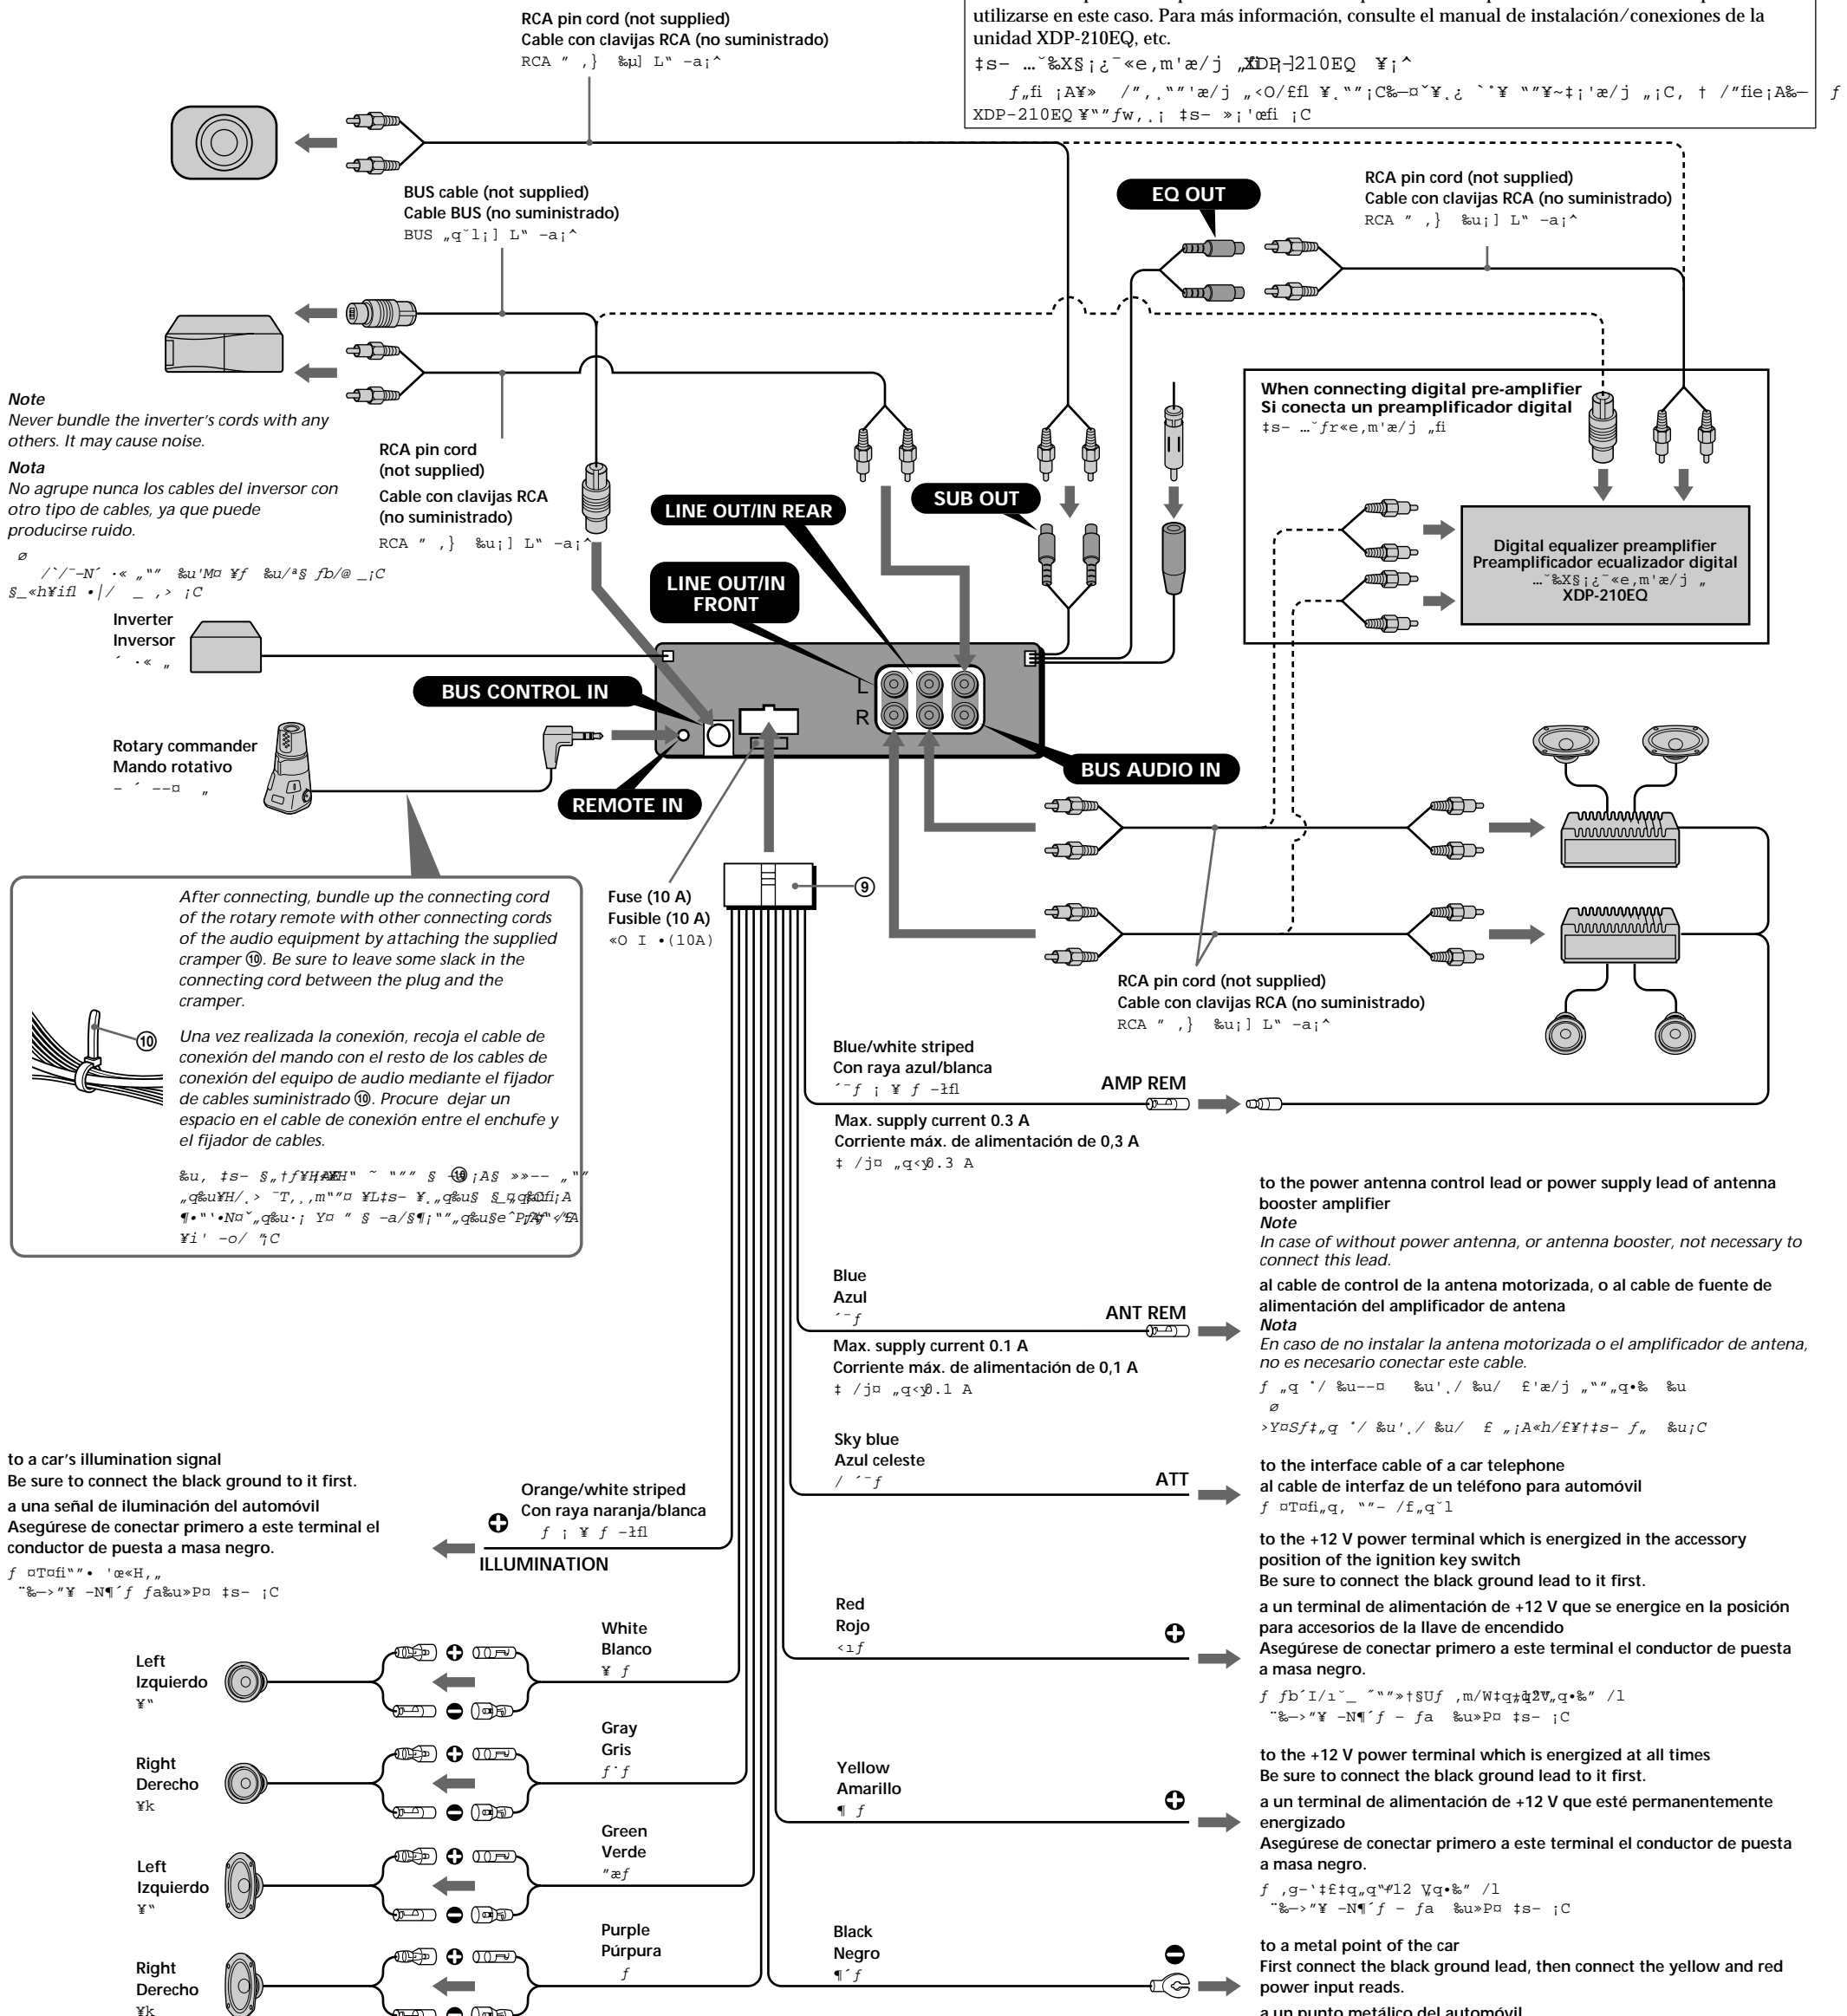 utilizarse en este caso. Para más información, consulte el manual de instalación/conexiones de la
unidad XDP-210EQ, etc.
RCA pin cord (not supplied)
Cable con clavijas RCA (no suministrado)
BUS cable (not supplied)
Cable BUS (no suministrado)
EQ OUT
RCA pin cord (not supplied)
Cable con clavijas RCA (no suministrado)
Note
Never bundle the inverter's cords with any
others. It may cause noise.
Nota
No agrupe nunca los cables del inversor con
otro tipo de cables, ya que puede
producirse ruido.
RCA pin cord
(not supplied)
Cable con clavijas RCA
(no suministrado)
When connecting digital pre-amplifier
Si conecta un preamplificador digital
LINE OUT/IN REAR
SUB OUT
LINE OUT/IN
FRONT
Digital equalizer preamplifier
Preamplificador ecualizador digital
XDP-210EQ
Inverter
Inversor
BUS CONTROL IN
L
R
Rotary commander
Mando rotativo
REMOTE IN
BUS AUDIO IN
After connecting, bundle up the connecting cord
of the rotary remote with other connecting cords
of the audio equipment by attaching the supplied
cramper ⑩. Be sure to leave some slack in the
connecting cord between the plug and the
cramper.
Una vez realizada la conexión, recoja el cable de
conexión del mando con el resto de los cables de
conexión del equipo de audio mediante el fijador
de cables suministrado ⑩. Procure dejar un
espacio en el cable de conexión entre el enchufe y
el fijador de cables.
⑩
Fuse (10 A)
Fusible (10 A)
⑨
RCA pin cord (not supplied)
Cable con clavijas RCA (no suministrado)
Blue/white striped
Con raya azul/blanca
AMP REM
Max. supply current 0.3 A
Corriente máx. de alimentación de 0,3 A
Blue
Azul
ANT REM
Max. supply current 0.1 A
Corriente máx. de alimentación de 0,1 A
to the power antenna control lead or power supply lead of antenna
booster amplifier
Note
In case of without power antenna, or antenna booster, not necessary to
connect this lead.
al cable de control de la antena motorizada, o al cable de fuente de
alimentación del amplificador de antena
Nota
En caso de no instalar la antena motorizada o el amplificador de antena,
no es necesario conectar este cable.
Sky blue
Azul celeste
ATT
to the interface cable of a car telephone
al cable de interfaz de un teléfono para automóvil
to a car's illumination signal
Be sure to connect the black ground to it first.
a una señal de iluminación del automóvil
Asegúrese de conectar primero a este terminal el
conductor de puesta a masa negro.
Orange/white striped
Con raya naranja/blanca
ILLUMINATION
Red
Rojo
to the +12 V power terminal which is energized in the accessory
position of the ignition key switch
Be sure to connect the black ground lead to it first.
a un terminal de alimentación de +12 V que se energice en la posición
para accesorios de la llave de encendido
Asegúrese de conectar primero a este terminal el conductor de puesta
a masa negro.
Yellow
Amarillo
to the +12 V power terminal which is energized at all times
Be sure to connect the black ground lead to it first.
a un terminal de alimentación de +12 V que esté permanentemente
energizado
Asegúrese de conectar primero a este terminal el conductor de puesta
a masa negro.
Black
Negro
to a metal point of the car
First connect the black ground lead, then connect the yellow and red
power input reads.
a un punto metálico del automóvil
Left
Izquierdo
White
Blanco
Right
Derecho
Gray
Gris
Left
Izquierdo
Green
Verde
Right
Derecho
Purple
Púrpura